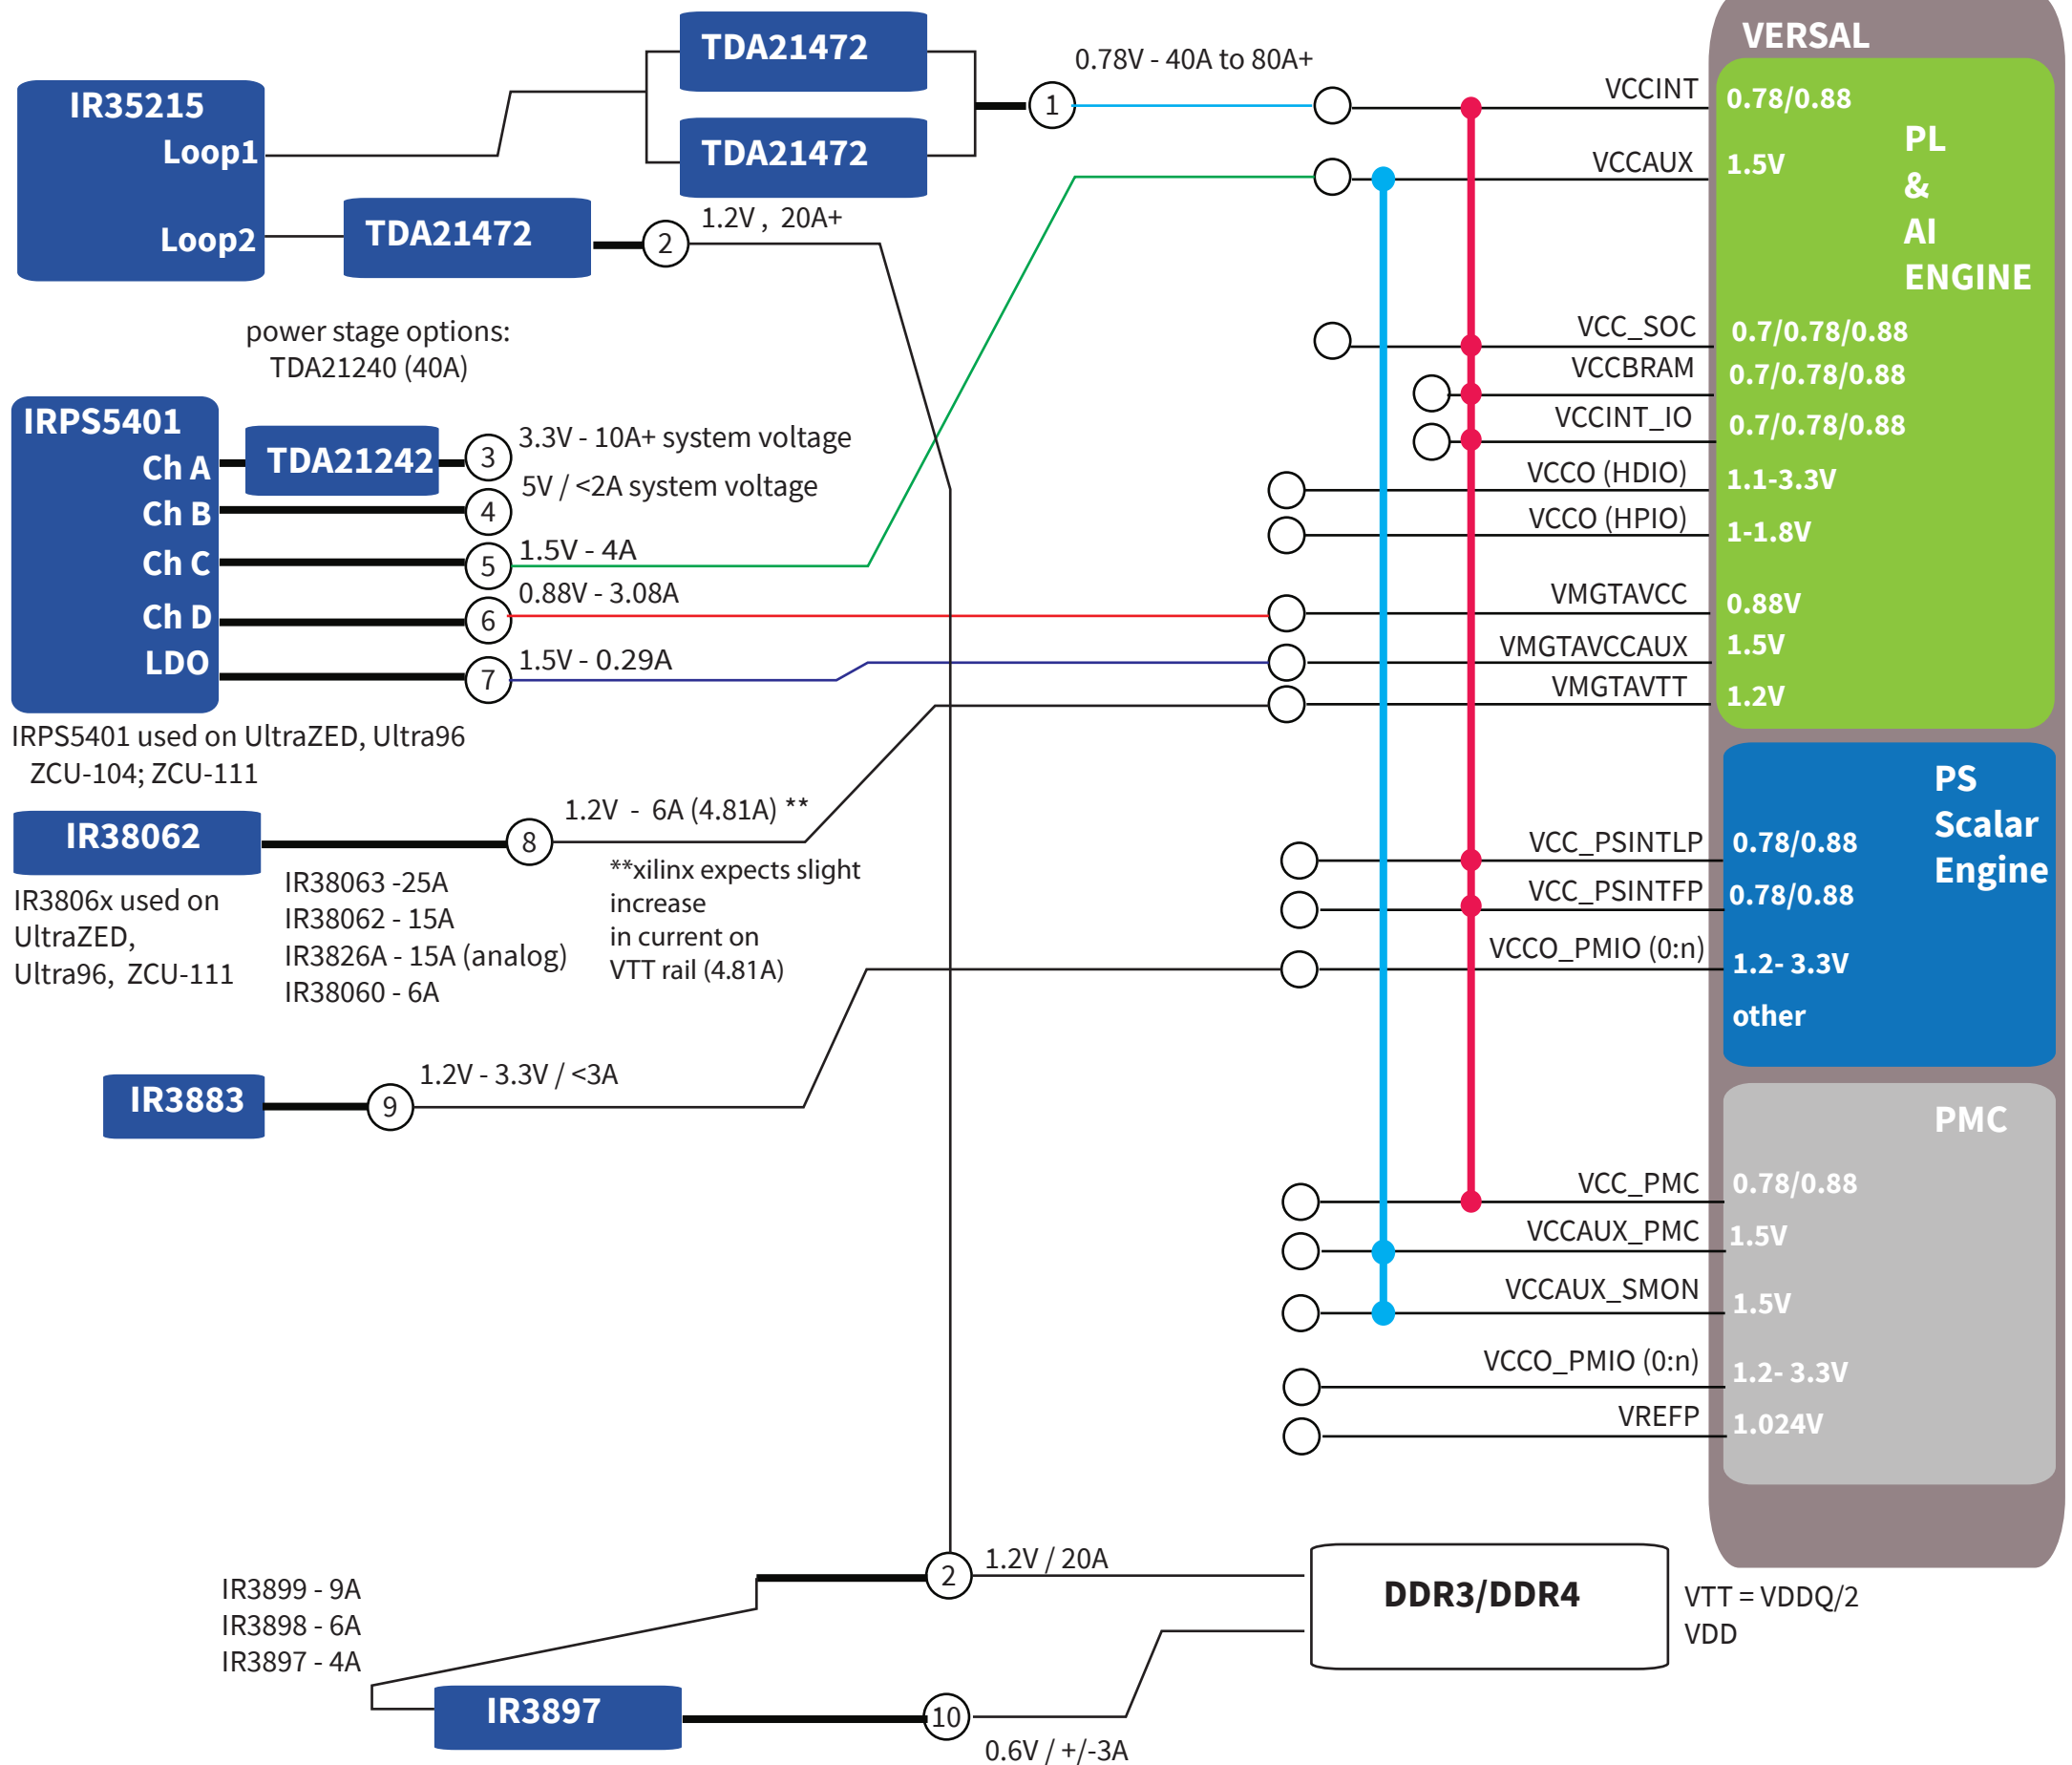 VERSAL
TDA21472
0.78V - 40A to 80A+
IR35215
Loop1
TDA21472
1
VCCINT
0.78/0.88
PL
&
AI
ENGINE
VCCAUX
1.5V
Loop2
TDA21472
2
1.2V , 20A+
power stage options:
TDA21240 (40A)
VCC_SOC
0.7/0.78/0.88
VCCBRAM
0.7/0.78/0.88
VCCINT_IO
0.7/0.78/0.88
VCCO (HDIO)
1.1-3.3V
VCCO (HPIO)
1-1.8V
VMGTAVCC
0.88V
VMGTAVCCAUX
1.5V
VMGTAVTT
1.2V
IRPS5401
Ch A
TDA21242
3
3.3V - 10A+ system voltage
Ch B
4
5V / <2A system voltage
Ch C
5
1.5V - 4A
Ch D
6
0.88V - 3.08A
LDO
7
1.5V - 0.29A
IRPS5401 used on UltraZED, Ultra96
ZCU-104; ZCU-111
IR38062
8
1.2V - 6A (4.81A) **
**xilinx expects slight
increase
in current on
VTT rail (4.81A)
IR3806x used on
UltraZED,
Ultra96, ZCU-111
IR38063 -25A
IR38062 - 15A
IR3826A - 15A (analog)
IR38060 - 6A
PS
Scalar
Engine
VCC_PSINTLP
0.78/0.88
VCC_PSINTFP
0.78/0.88
VCCO_PMIO (0:n)
1.2- 3.3V
other
IR3883
9
1.2V - 3.3V / <3A
PMC
VCC_PMC
0.78/0.88
VCCAUX_PMC
1.5V
VCCAUX_SMON
1.5V
VCCO_PMIO (0:n)
1.2- 3.3V
VREFP
1.024V
2
1.2V / 20A
DDR3/DDR4
VTT = VDDQ/2
VDD
IR3899 - 9A
IR3898 - 6A
IR3897 - 4A
IR3897
10
0.6V / +/-3A